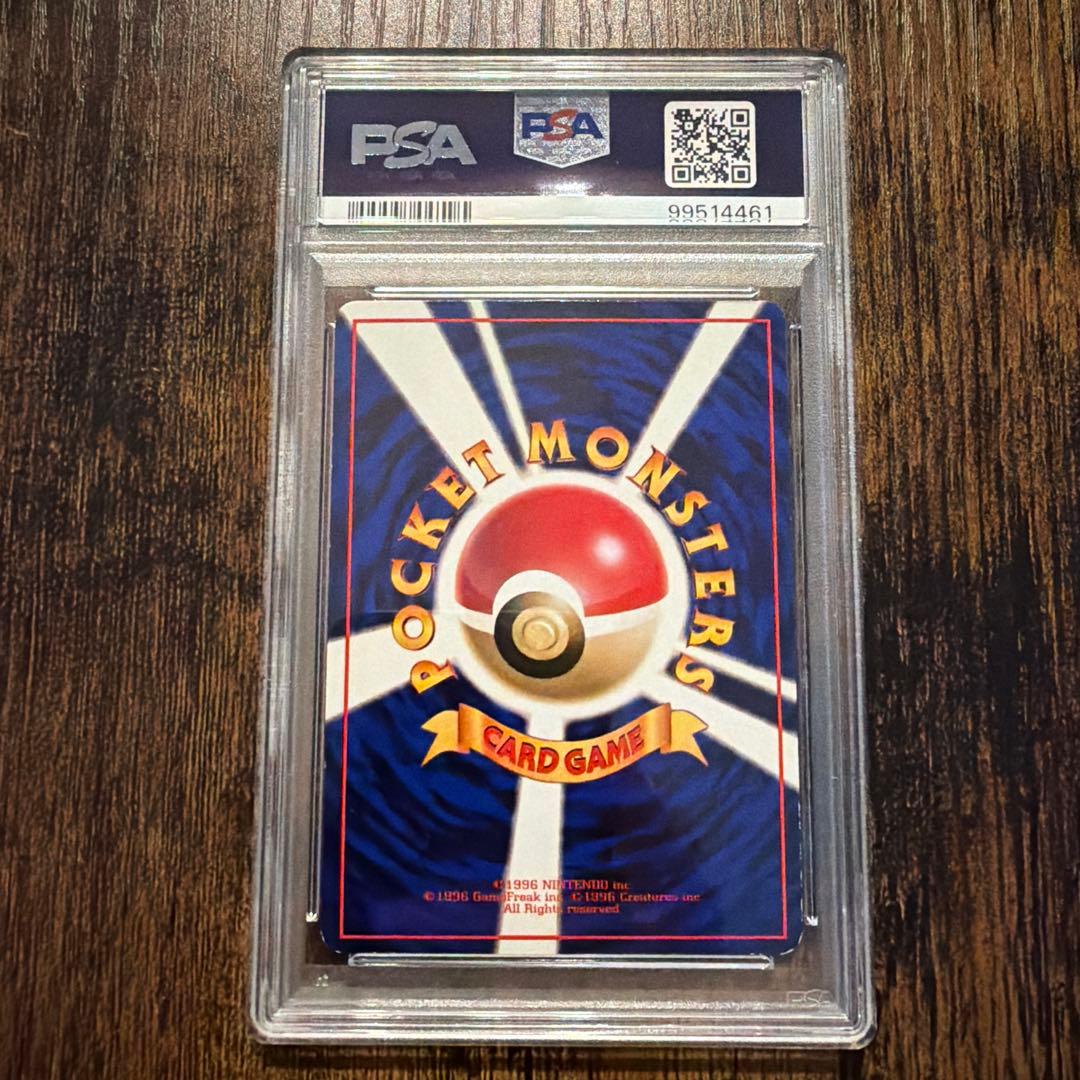 PSA
PSA
99514461
POCKET MONSTERS
CARD GAME
©1996 NINTENDO inc
©1996 GameFreak inc ©1996 Creatures inc
All Rights reserved
PSA